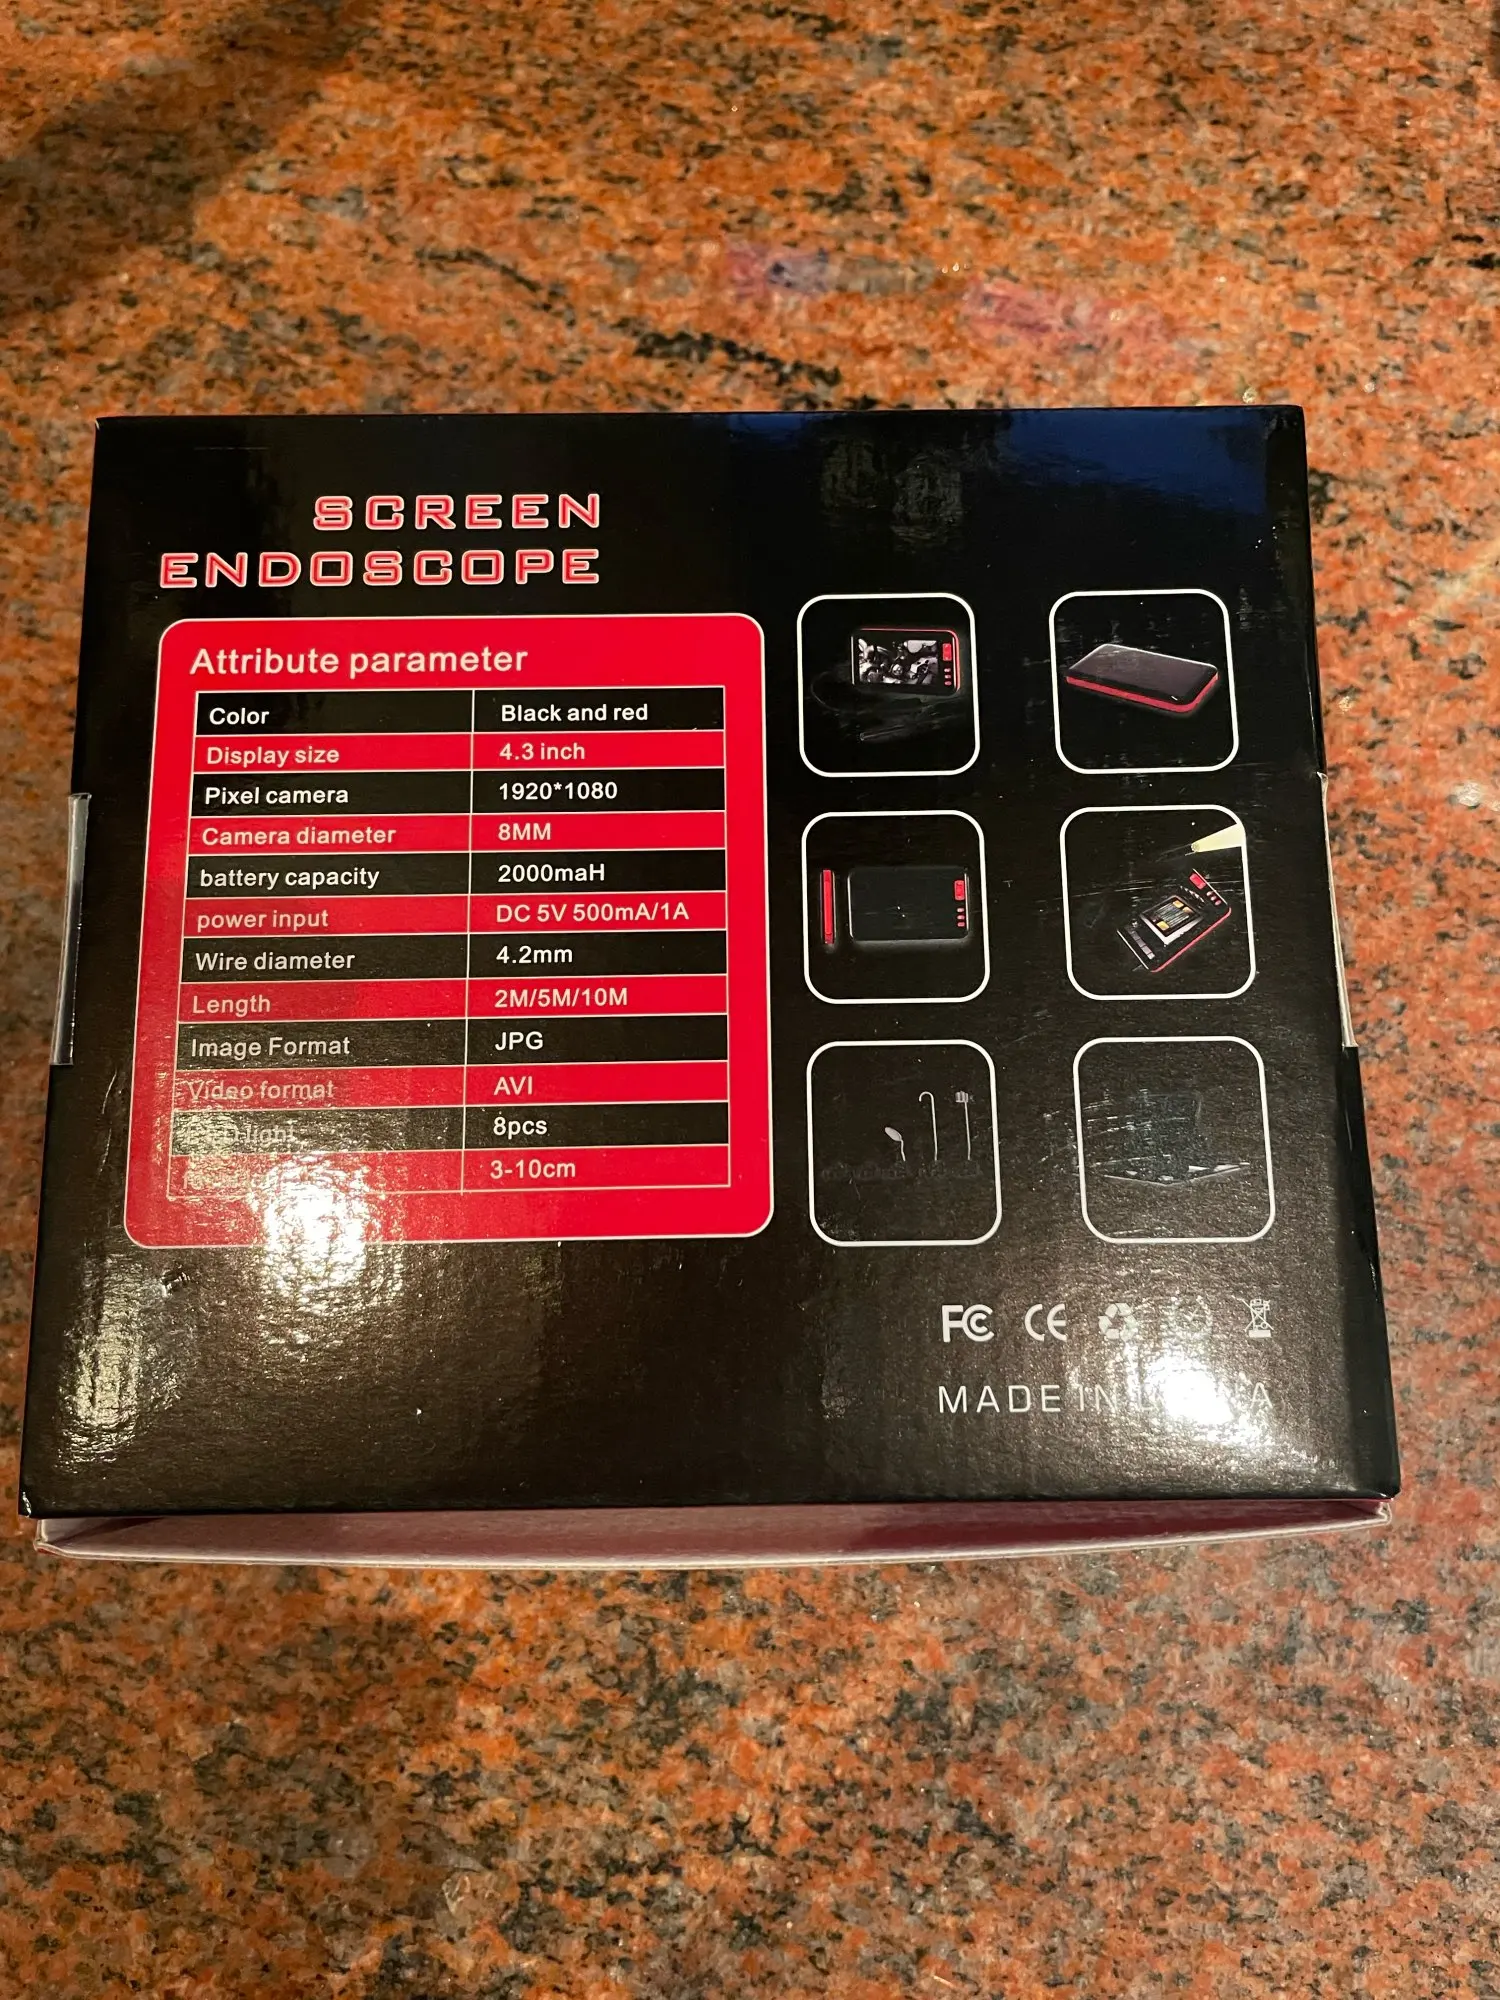 SCREEN
ENDOSCOPE
Attribute parameter
Color Black and red
Display size 4.3 inch
Pixel camera 1920*1080
Camera diameter 8MM
battery capacity 2000maH
power input DC 5V 500mA/1A
Wire diameter 4.2mm
Length 2M/5M/10M
Image Format JPG
Video format AVI
light 8pcs
3-10cm
FC CE
MADE IN